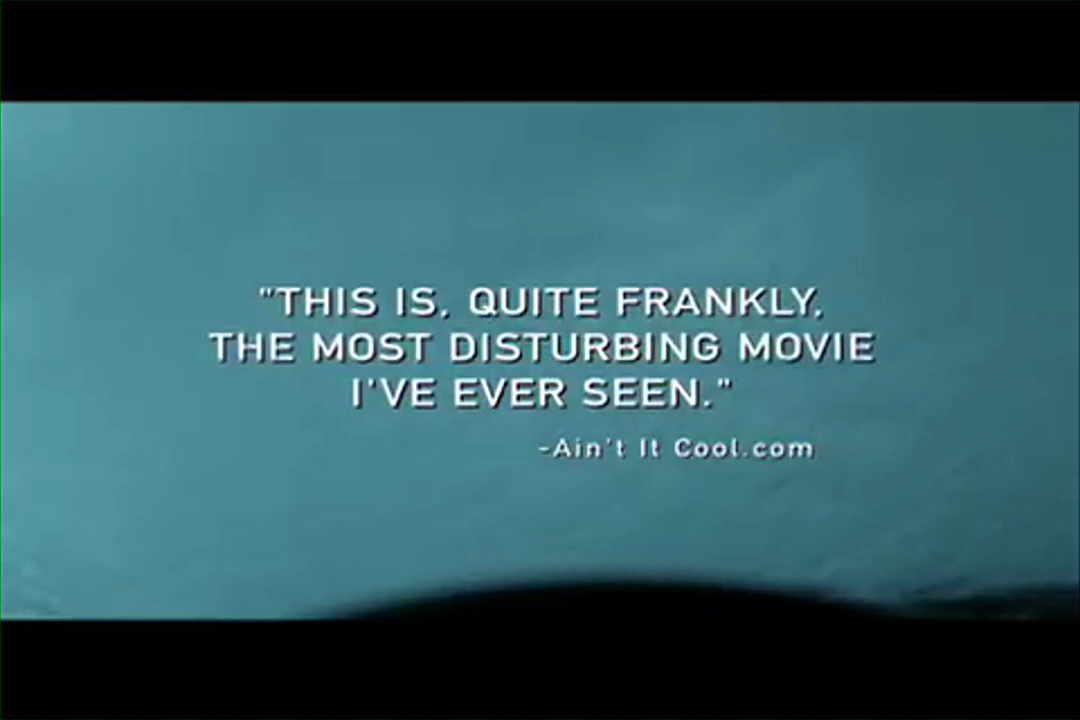 "THIS IS, QUITE FRANKLY,
THE MOST DISTURBING MOVIE
I'VE EVER SEEN."
-Ain't It Cool.com